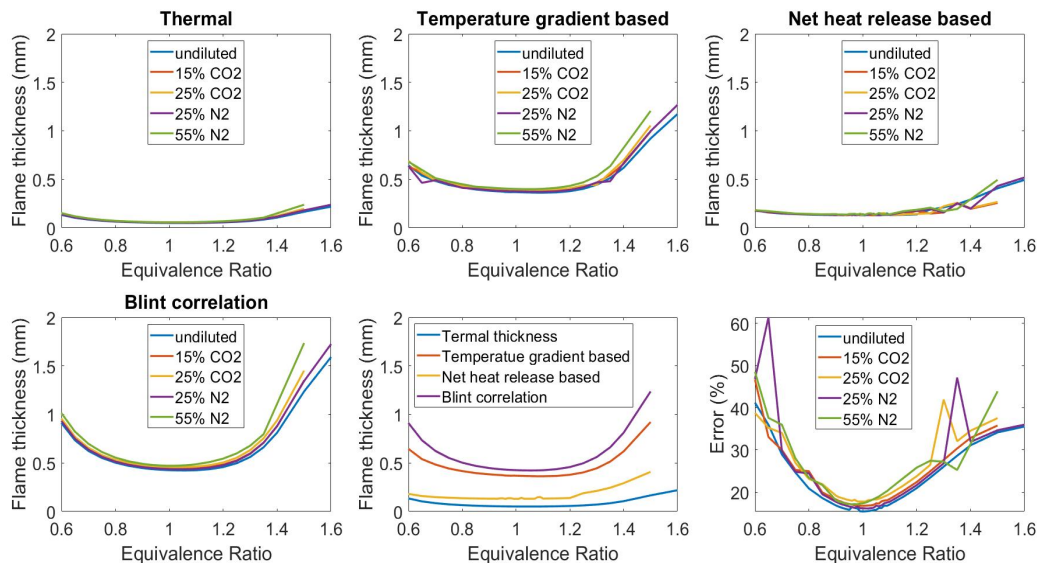 Thermal
2
1.5
1
0.5
0
Flame thickness (mm)
undiluted
15% CO2
25% CO2
25% N2
55% N2
0.6 0.8 1 1.2 1.4 1.6
Equivalence Ratio
Temperature gradient based
2
1.5
1
0.5
0
Flame thickness (mm)
undiluted
15% CO2
25% CO2
25% N2
55% N2
0.6 0.8 1 1.2 1.4 1.6
Equivalence Ratio
Net heat release based
2
1.5
1
0.5
0
Flame thickness (mm)
undiluted
15% CO2
25% CO2
25% N2
55% N2
0.6 0.8 1 1.2 1.4 1.6
Equivalence Ratio
Blint correlation
2
1.5
1
0.5
0
Flame thickness (mm)
undiluted
15% CO2
25% CO2
25% N2
55% N2
0.6 0.8 1 1.2 1.4 1.6
Equivalence Ratio
2
1.5
1
0.5
0
Flame thickness (mm)
Termal thickness
Temperatue gradient based
Net heat release based
Blint correlation
0.6 0.8 1 1.2 1.4 1.6
Equivalence Ratio
60
50
40
30
20
Error (%)
undiluted
15% CO2
25% CO2
25% N2
55% N2
0.6 0.8 1 1.2 1.4 1.6
Equivalence Ratio